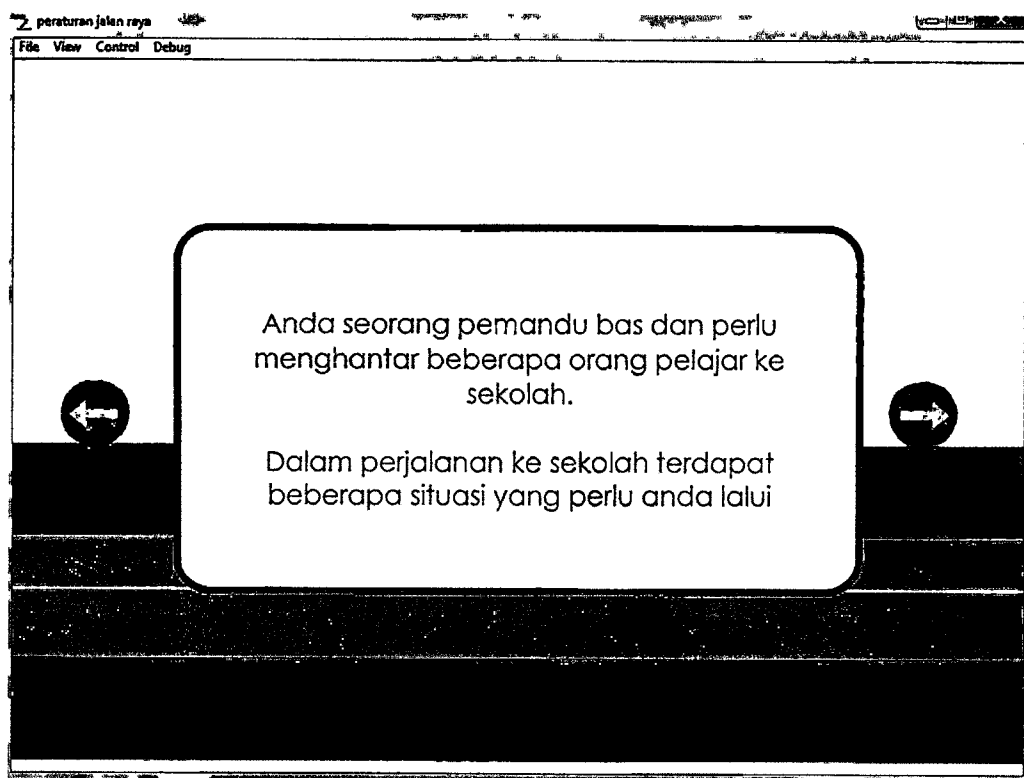 peraturan jalan raya
File View Control Debug
Anda seorang pemandu bas dan perlu
menghantar beberapa orang pelajar ke
sekolah.
Dalam perjalanan ke sekolah terdapat
beberapa situasi yang perlu anda lalui